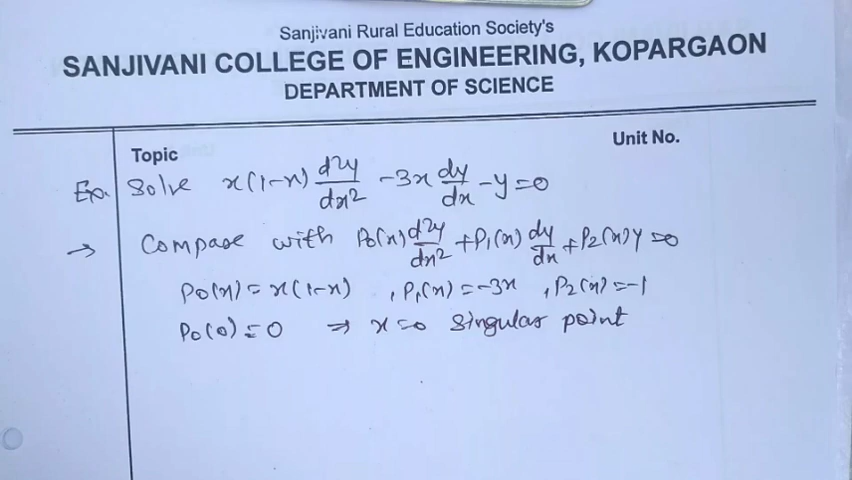 Sanjivani Rural Education Society's
SANJIVANI COLLEGE OF ENGINEERING, KOPARGAON
DEPARTMENT OF SCIENCE
Topic Unit No.
Exp. Solve x(1-x) d²y/dx² - 3x dy/dx - y = 0
→ Compare with P0(x) d²y/dx² + P1(x) dy/dx + P2(x) y = 0
P0(x) = x(1-x) , P1(x) = -3x , P2(x) = -1
P0(0) = 0 ⇒ x = 0 singular point